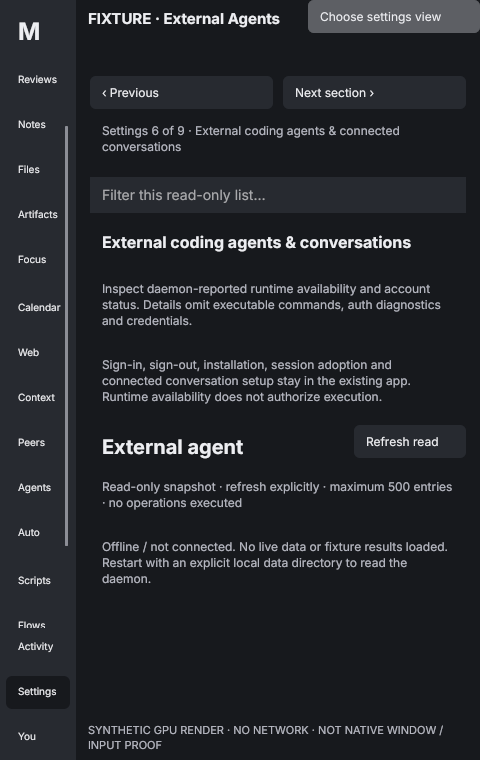 M
Reviews
Notes
Files
Artifacts
Focus
Calendar
Web
Context
Peers
Agents
Auto
Scripts
Flows
Activity
Settings
You
FIXTURE · External Agents
Choose settings view
‹ Previous
Next section ›
Settings 6 of 9 · External coding agents & connected
conversations
Filter this read-only list...
External coding agents & conversations
Inspect daemon-reported runtime availability and account
status. Details omit executable commands, auth diagnostics
and credentials.
Sign-in, sign-out, installation, session adoption and
connected conversation setup stay in the existing app.
Runtime availability does not authorize execution.
External agent
Refresh read
Read-only snapshot · refresh explicitly · maximum 500 entries
· no operations executed
Offline / not connected. No live data or fixture results loaded.
Restart with an explicit local data directory to read the
daemon.
SYNTHETIC GPU RENDER · NO NETWORK · NOT NATIVE WINDOW /
INPUT PROOF